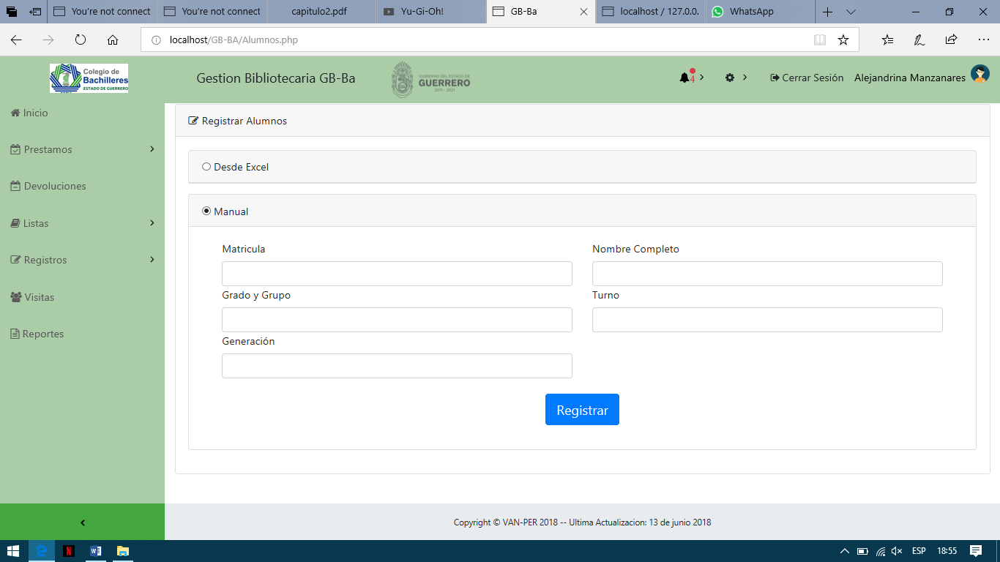 You're not connect
You're not connect
capitulo2.pdf
Yu-Gi-Oh!
GB-Ba
localhost / 127.0.0.
WhatsApp
localhost/GB-BA/Alumnos.php
Colegio de
Bachilleres
ESTADO DE GUERRERO
Gestion Bibliotecaria GB-Ba
GOBIERNO DEL ESTADO DE
GUERRERO
2015 - 2021
4
Cerrar Sesión
Alejandrina Manzanares
Inicio
Prestamos
Devoluciones
Listas
Registros
Visitas
Reportes
Registrar Alumnos
Desde Excel
Manual
Matricula
Nombre Completo
Grado y Grupo
Turno
Generación
Registrar
Copyright © VAN-PER 2018 -- Ultima Actualizacion: 13 de junio 2018
ESP
18:55